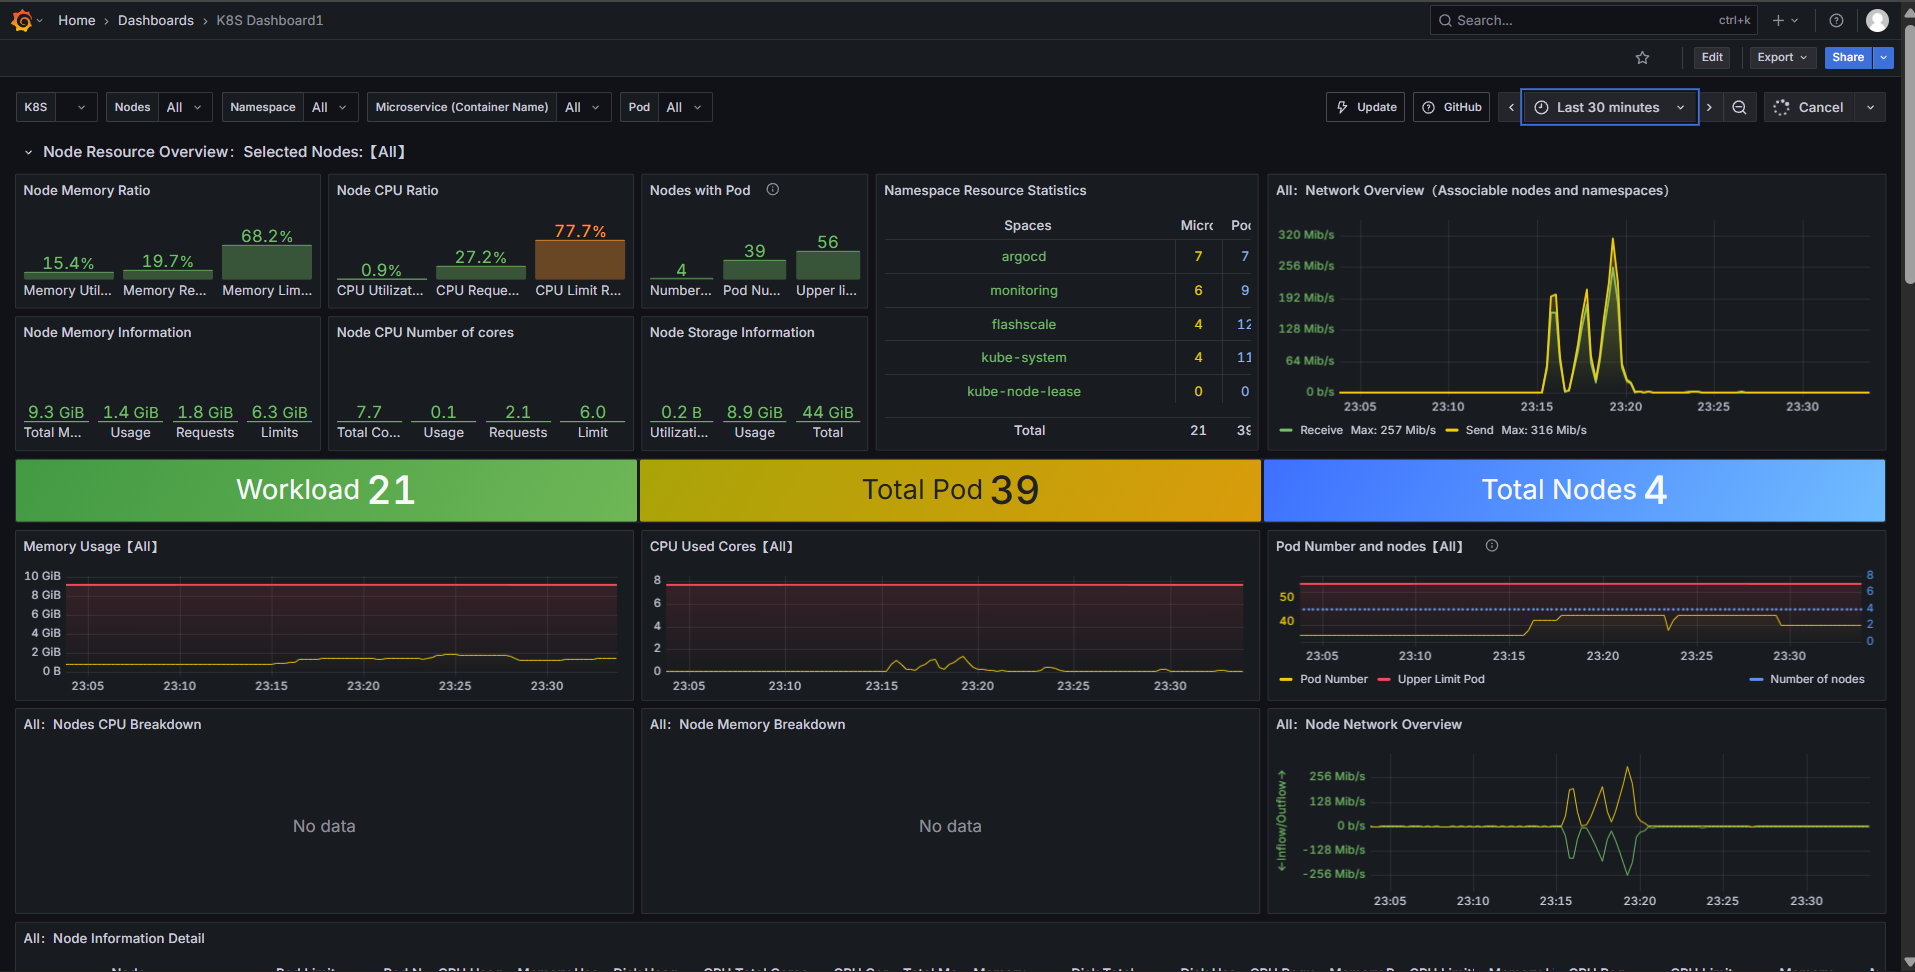 Home › Dashboards › K8S Dashboard1
Search... ctrl+k
Edit Export Share
K8S Nodes All Namespace All Microservice (Container Name) All Pod All
Update GitHub Last 30 minutes Cancel
Node Resource Overview：Selected Nodes:【All】
Node Memory Ratio
15.4% 19.7% 68.2%
Memory Util... Memory Re... Memory Lim...
Node CPU Ratio
0.9% 27.2% 77.7%
CPU Utilizat... CPU Reque... CPU Limit R...
Nodes with Pod
4 39 56
Number... Pod Nu... Upper li...
Namespace Resource Statistics
Spaces Micro Poc
argocd 7 7
monitoring 6 9
flashscale 4 12
kube-system 4 11
kube-node-lease 0 0
Total 21 39
All：Network Overview（Associable nodes and namespaces）
320 Mib/s
256 Mib/s
192 Mib/s
128 Mib/s
64 Mib/s
0 b/s
23:05 23:10 23:15 23:20 23:25 23:30
Receive Max: 257 Mib/s Send Max: 316 Mib/s
Node Memory Information
9.3 GiB 1.4 GiB 1.8 GiB 6.3 GiB
Total M... Usage Requests Limits
Node CPU Number of cores
7.7 0.1 2.1 6.0
Total Co... Usage Requests Limit
Node Storage Information
0.2 B 8.9 GiB 44 GiB
Utilizati... Usage Total
Workload 21
Total Pod 39
Total Nodes 4
Memory Usage【All】
10 GiB
8 GiB
6 GiB
4 GiB
2 GiB
0 B
23:05 23:10 23:15 23:20 23:25 23:30
CPU Used Cores【All】
8
6
4
2
0
23:05 23:10 23:15 23:20 23:25 23:30
Pod Number and nodes【All】
50
40
8
6
4
2
0
23:05 23:10 23:15 23:20 23:25 23:30
Pod Number Upper Limit Pod Number of nodes
All：Nodes CPU Breakdown
No data
All：Node Memory Breakdown
No data
All：Node Network Overview
←Inflow/Outflow→
256 Mib/s
128 Mib/s
0 b/s
-128 Mib/s
-256 Mib/s
23:05 23:10 23:15 23:20 23:25 23:30
All：Node Information Detail